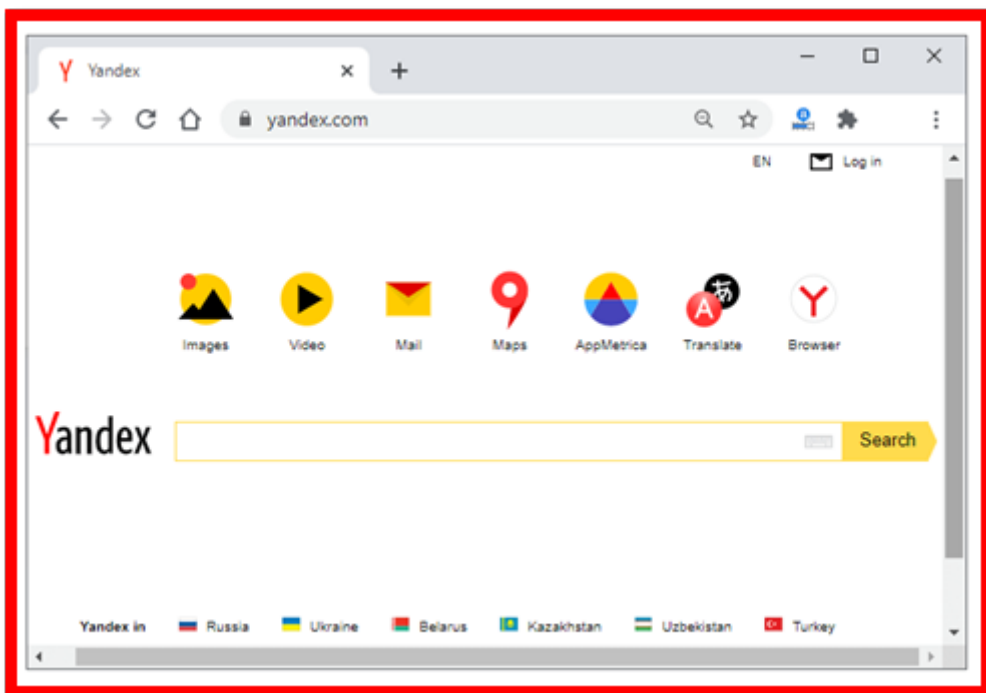 Yandex
yandex.com
EN Log in
Images Video Mail Maps AppMetrica Translate Browser
Yandex Search
Yandex in Russia Ukraine Belarus Kazakhstan Uzbekistan Turkey